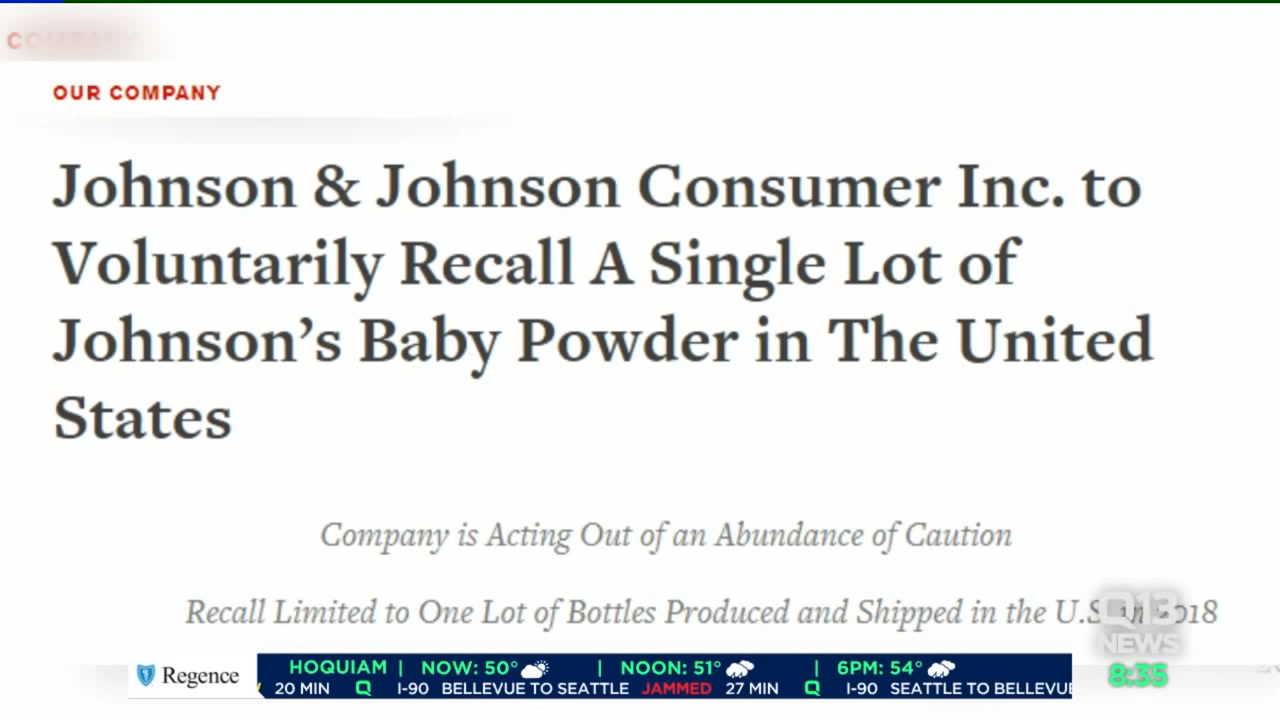 COMPANY
OUR COMPANY
Johnson & Johnson Consumer Inc. to
Voluntarily Recall A Single Lot of
Johnson's Baby Powder in The United
States
Company is Acting Out of an Abundance of Caution
Recall Limited to One Lot of Bottles Produced and Shipped in the U.S. in 2018
Q13
NEWS
8:35
Regence
HOQUIAM | NOW: 50° | NOON: 51° | 6PM: 54°
20 MIN Q I-90 BELLEVUE TO SEATTLE JAMMED 27 MIN Q I-90 SEATTLE TO BELLEVUE